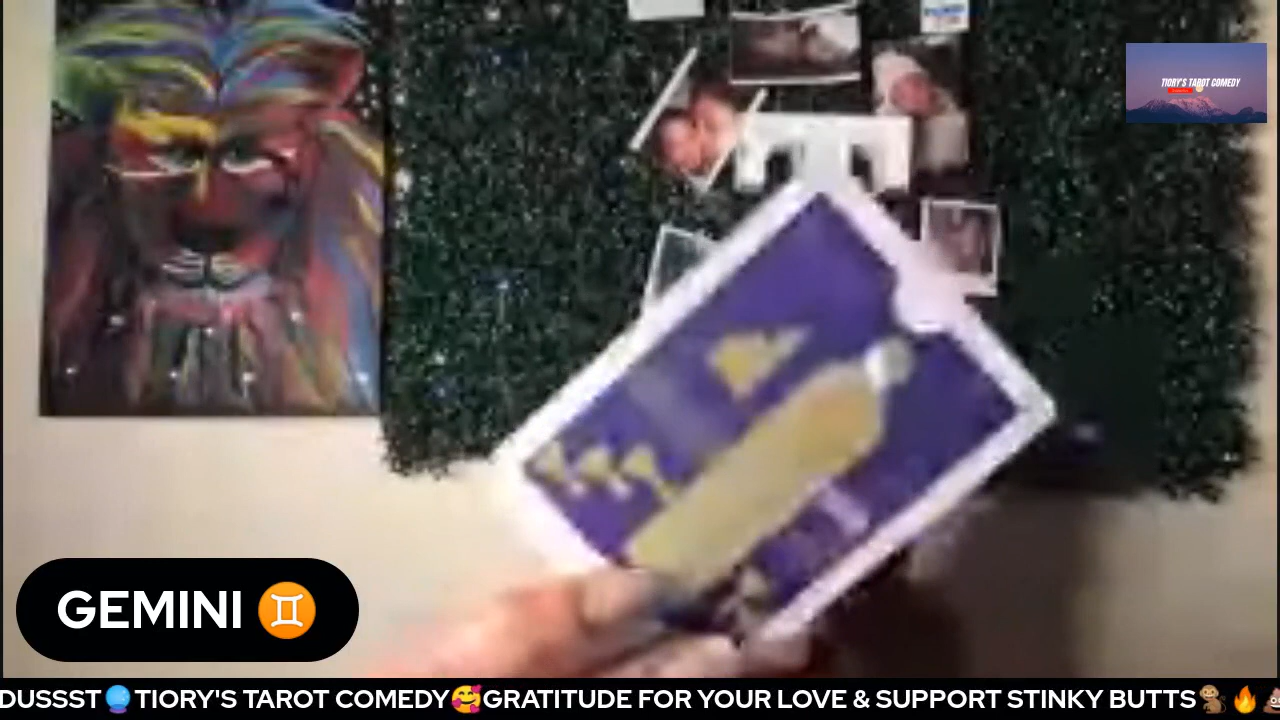 TIORY'S TAROT COMEDY
GEMINI ♊
DUSSST🔮TIORY'S TAROT COMEDY🥰GRATITUDE FOR YOUR LOVE & SUPPORT STINKY BUTTS🐒🔥💩